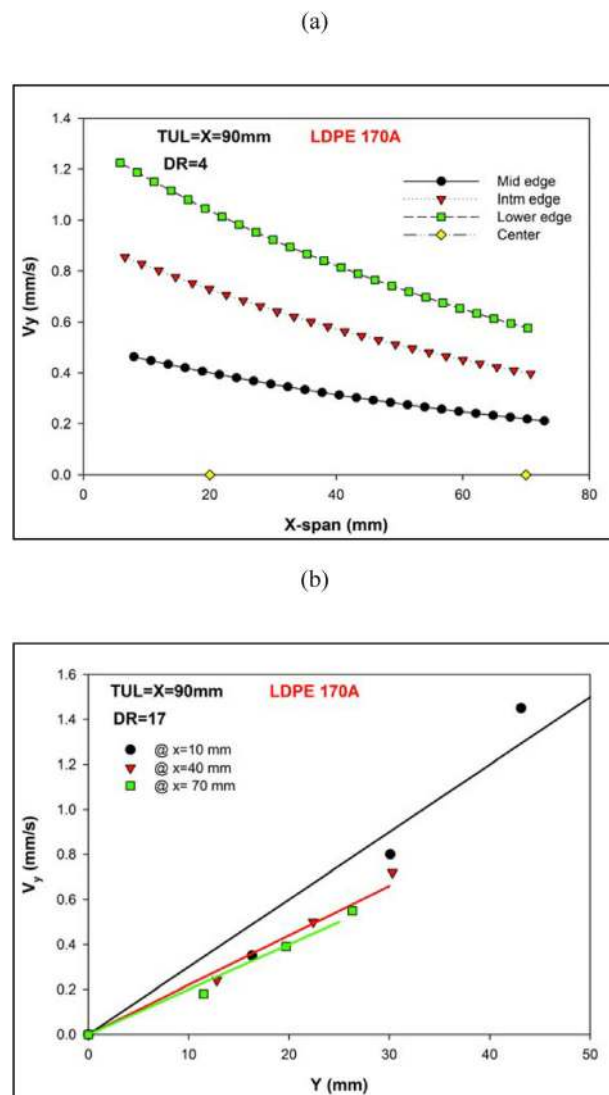 (a)
1.4
TUL=X=90mm LDPE 170A
1.2
DR=4
Mid edge
1.0
Intm edge
Lower edge
0.8
Center
Vy (mm/s)
0.6
0.4
0.2
0.0
0 20 40 60 80
X-span (mm)
(b)
1.6
TUL=X=90mm LDPE 170A
1.4
DR=17
@ x=10 mm
1.2
@ x=40 mm
@ x= 70 mm
1.0
Vy (mm/s)
0.8
0.6
0.4
0.2
0.0
0 10 20 30 40 50
Y (mm)